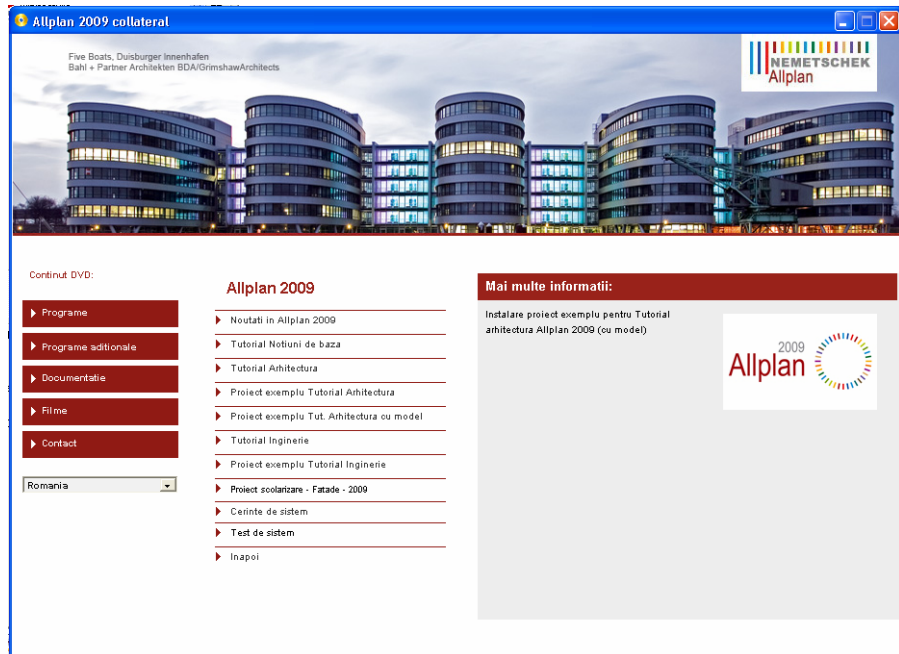 Allplan 2009 collateral
Five Boats, Duisburger Innenhafen
Bahl + Partner Architekten BDA/GrimshawArchitects
NEMETSCHEK
Allplan
Continut DVD:
Programe
Programe aditionale
Documentatie
Filme
Contact
Romania
Allplan 2009
Noutati in Allplan 2009
Tutorial Notiuni de baza
Tutorial Arhitectura
Proiect exemplu Tutorial Arhitectura
Proiect exemplu Tut. Arhitectura cu model
Tutorial Inginerie
Proiect exemplu Tutorial Inginerie
Proiect scolarizare - Fatade - 2009
Cerinte de sistem
Test de sistem
Inapoi
Mai multe informatii:
Instalare proiect exemplu pentru Tutorial
arhitectura Allplan 2009 (cu model)
2009
Allplan